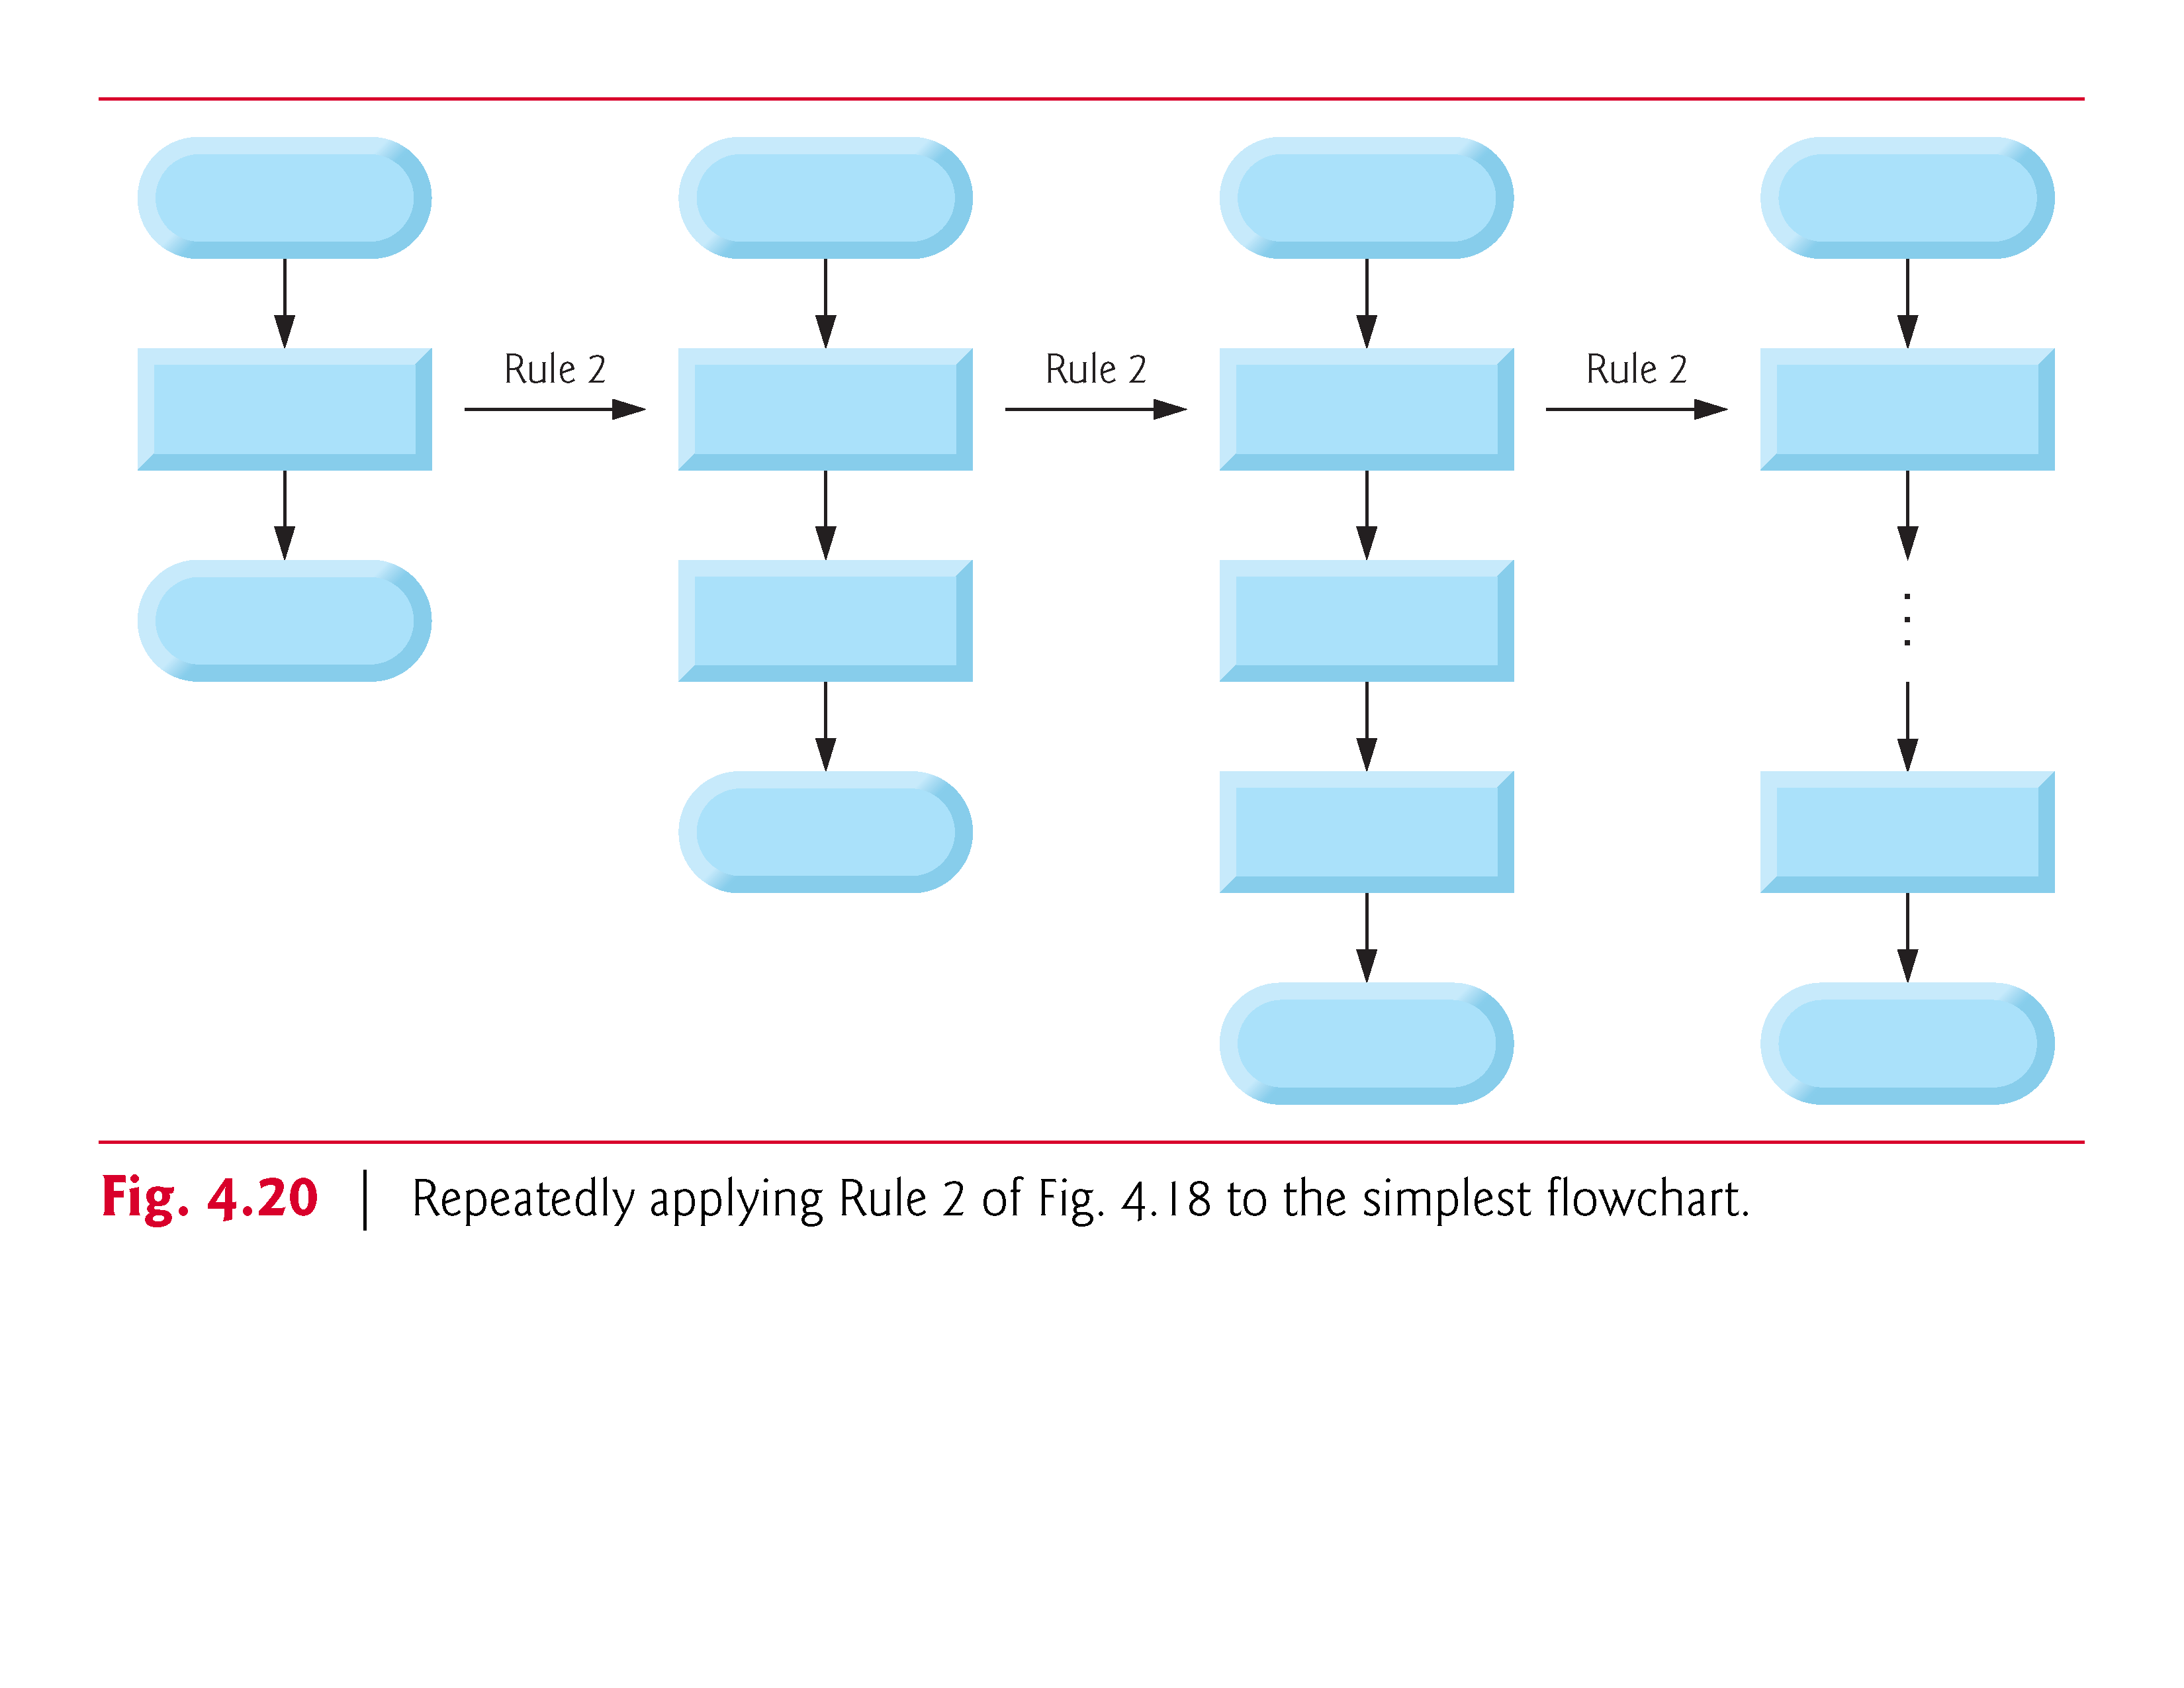 Rule 2
Rule 2
Rule 2
Fig. 4.20 | Repeatedly applying Rule 2 of Fig. 4.18 to the simplest flowchart.